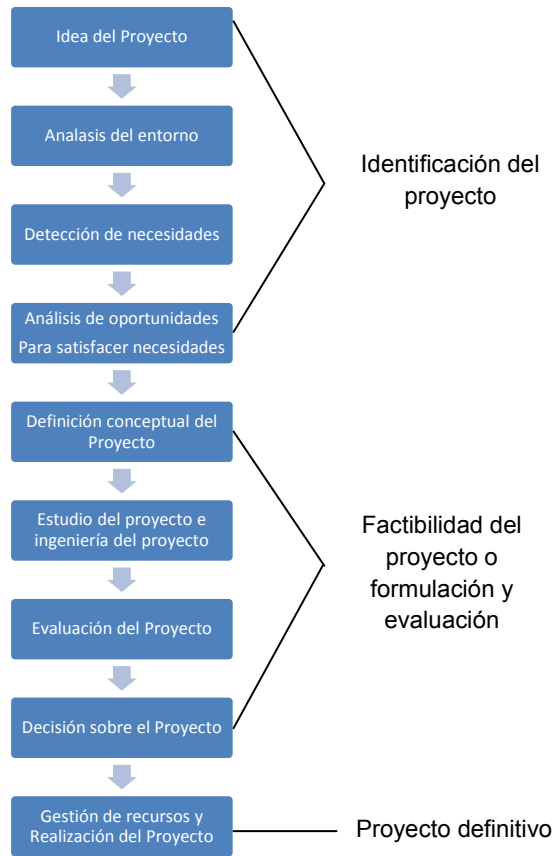 Idea del Proyecto
Analasis del entorno
Detección de necesidades
Análisis de oportunidades
Para satisfacer necesidades
Identificación del
proyecto
Definición conceptual del
Proyecto
Estudio del proyecto e
ingeniería del proyecto
Evaluación del Proyecto
Decisión sobre el Proyecto
Factibilidad del
proyecto o
formulación y
evaluación
Gestión de recursos y
Realización del Proyecto
Proyecto definitivo